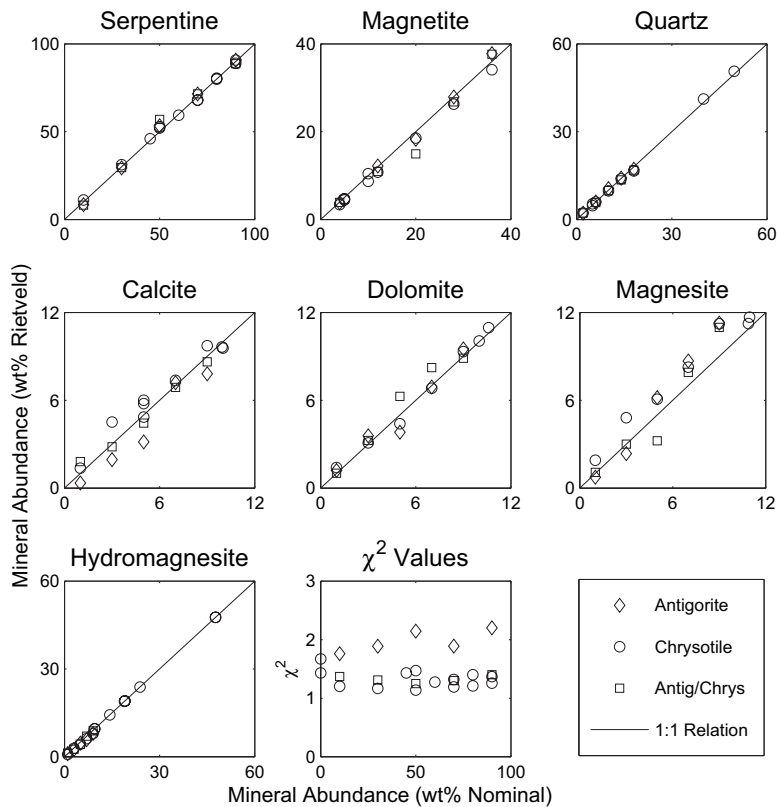 Serpentine
Magnetite
Quartz
100
50
0
0 50 100
40
20
0
0 20 40
60
30
0
0 30 60
Mineral Abundance (wt% Rietveld)
Calcite
Dolomite
Magnesite
12
6
0
0 6 12
12
6
0
0 6 12
12
6
0
0 6 12
Hydromagnesite
χ² Values
60
30
0
0 30 60
χ²
3
2
1
0
0 50 100
Antigorite
Chrysotile
Antig/Chrys
1:1 Relation
Mineral Abundance (wt% Nominal)